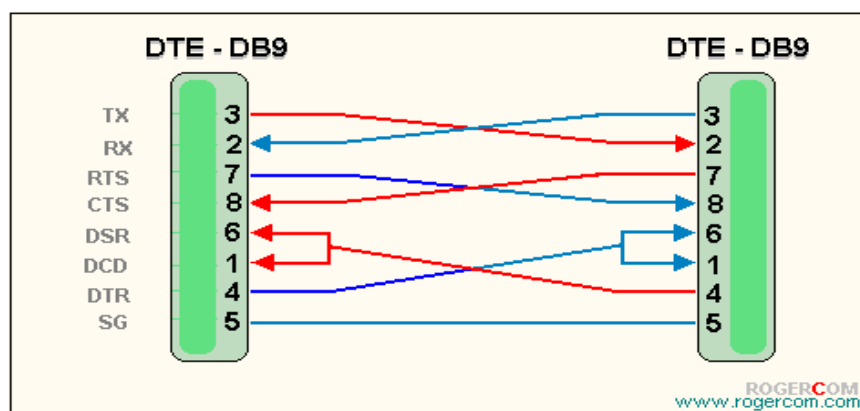 DTE - DB9 DTE - DB9
TX 3 3
RX 2 2
RTS 7 7
CTS 8 8
DSR 6 6
DCD 1 1
DTR 4 4
SG 5 5
ROGERCOM
www.rogercom.com